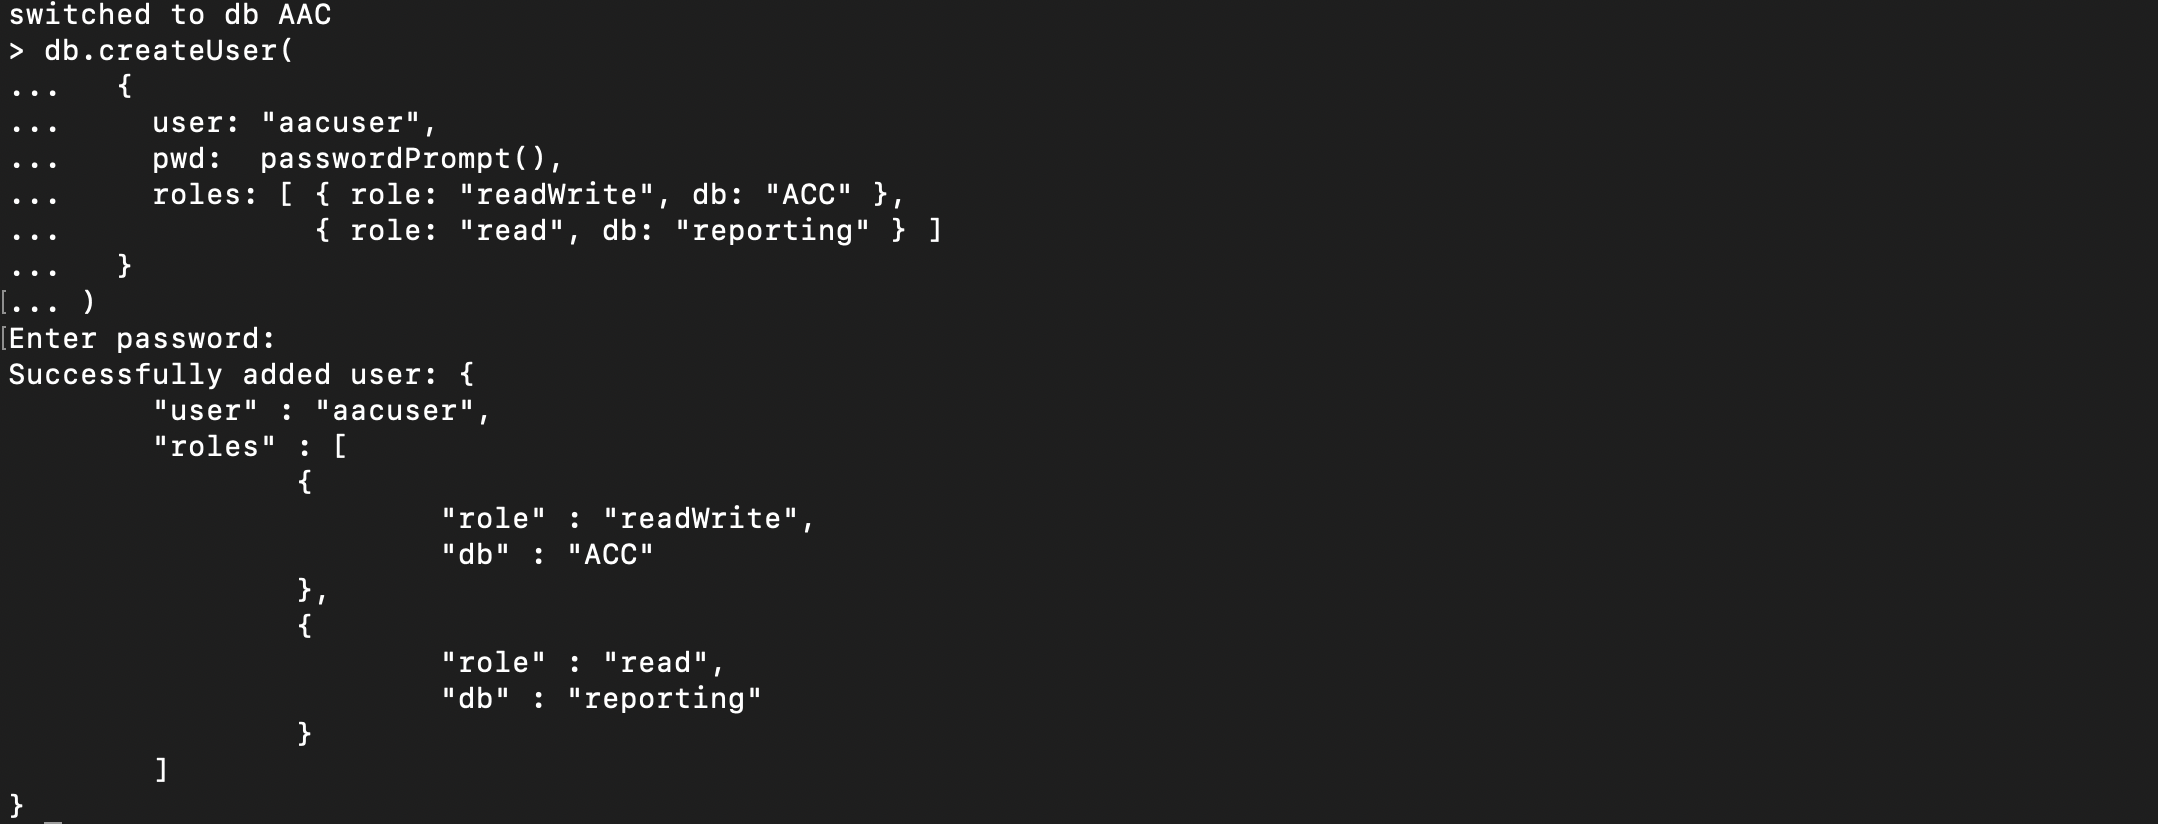 switched to db AAC
> db.createUser(
...   {
...     user: "aacuser",
...     pwd:  passwordPrompt(),
...     roles: [ { role: "readWrite", db: "ACC" },
...              { role: "read", db: "reporting" } ]
...   }
[... )
[Enter password:
Successfully added user: {
        "user" : "aacuser",
        "roles" : [
                {
                        "role" : "readWrite",
                        "db" : "ACC"
                },
                {
                        "role" : "read",
                        "db" : "reporting"
                }
        ]
}